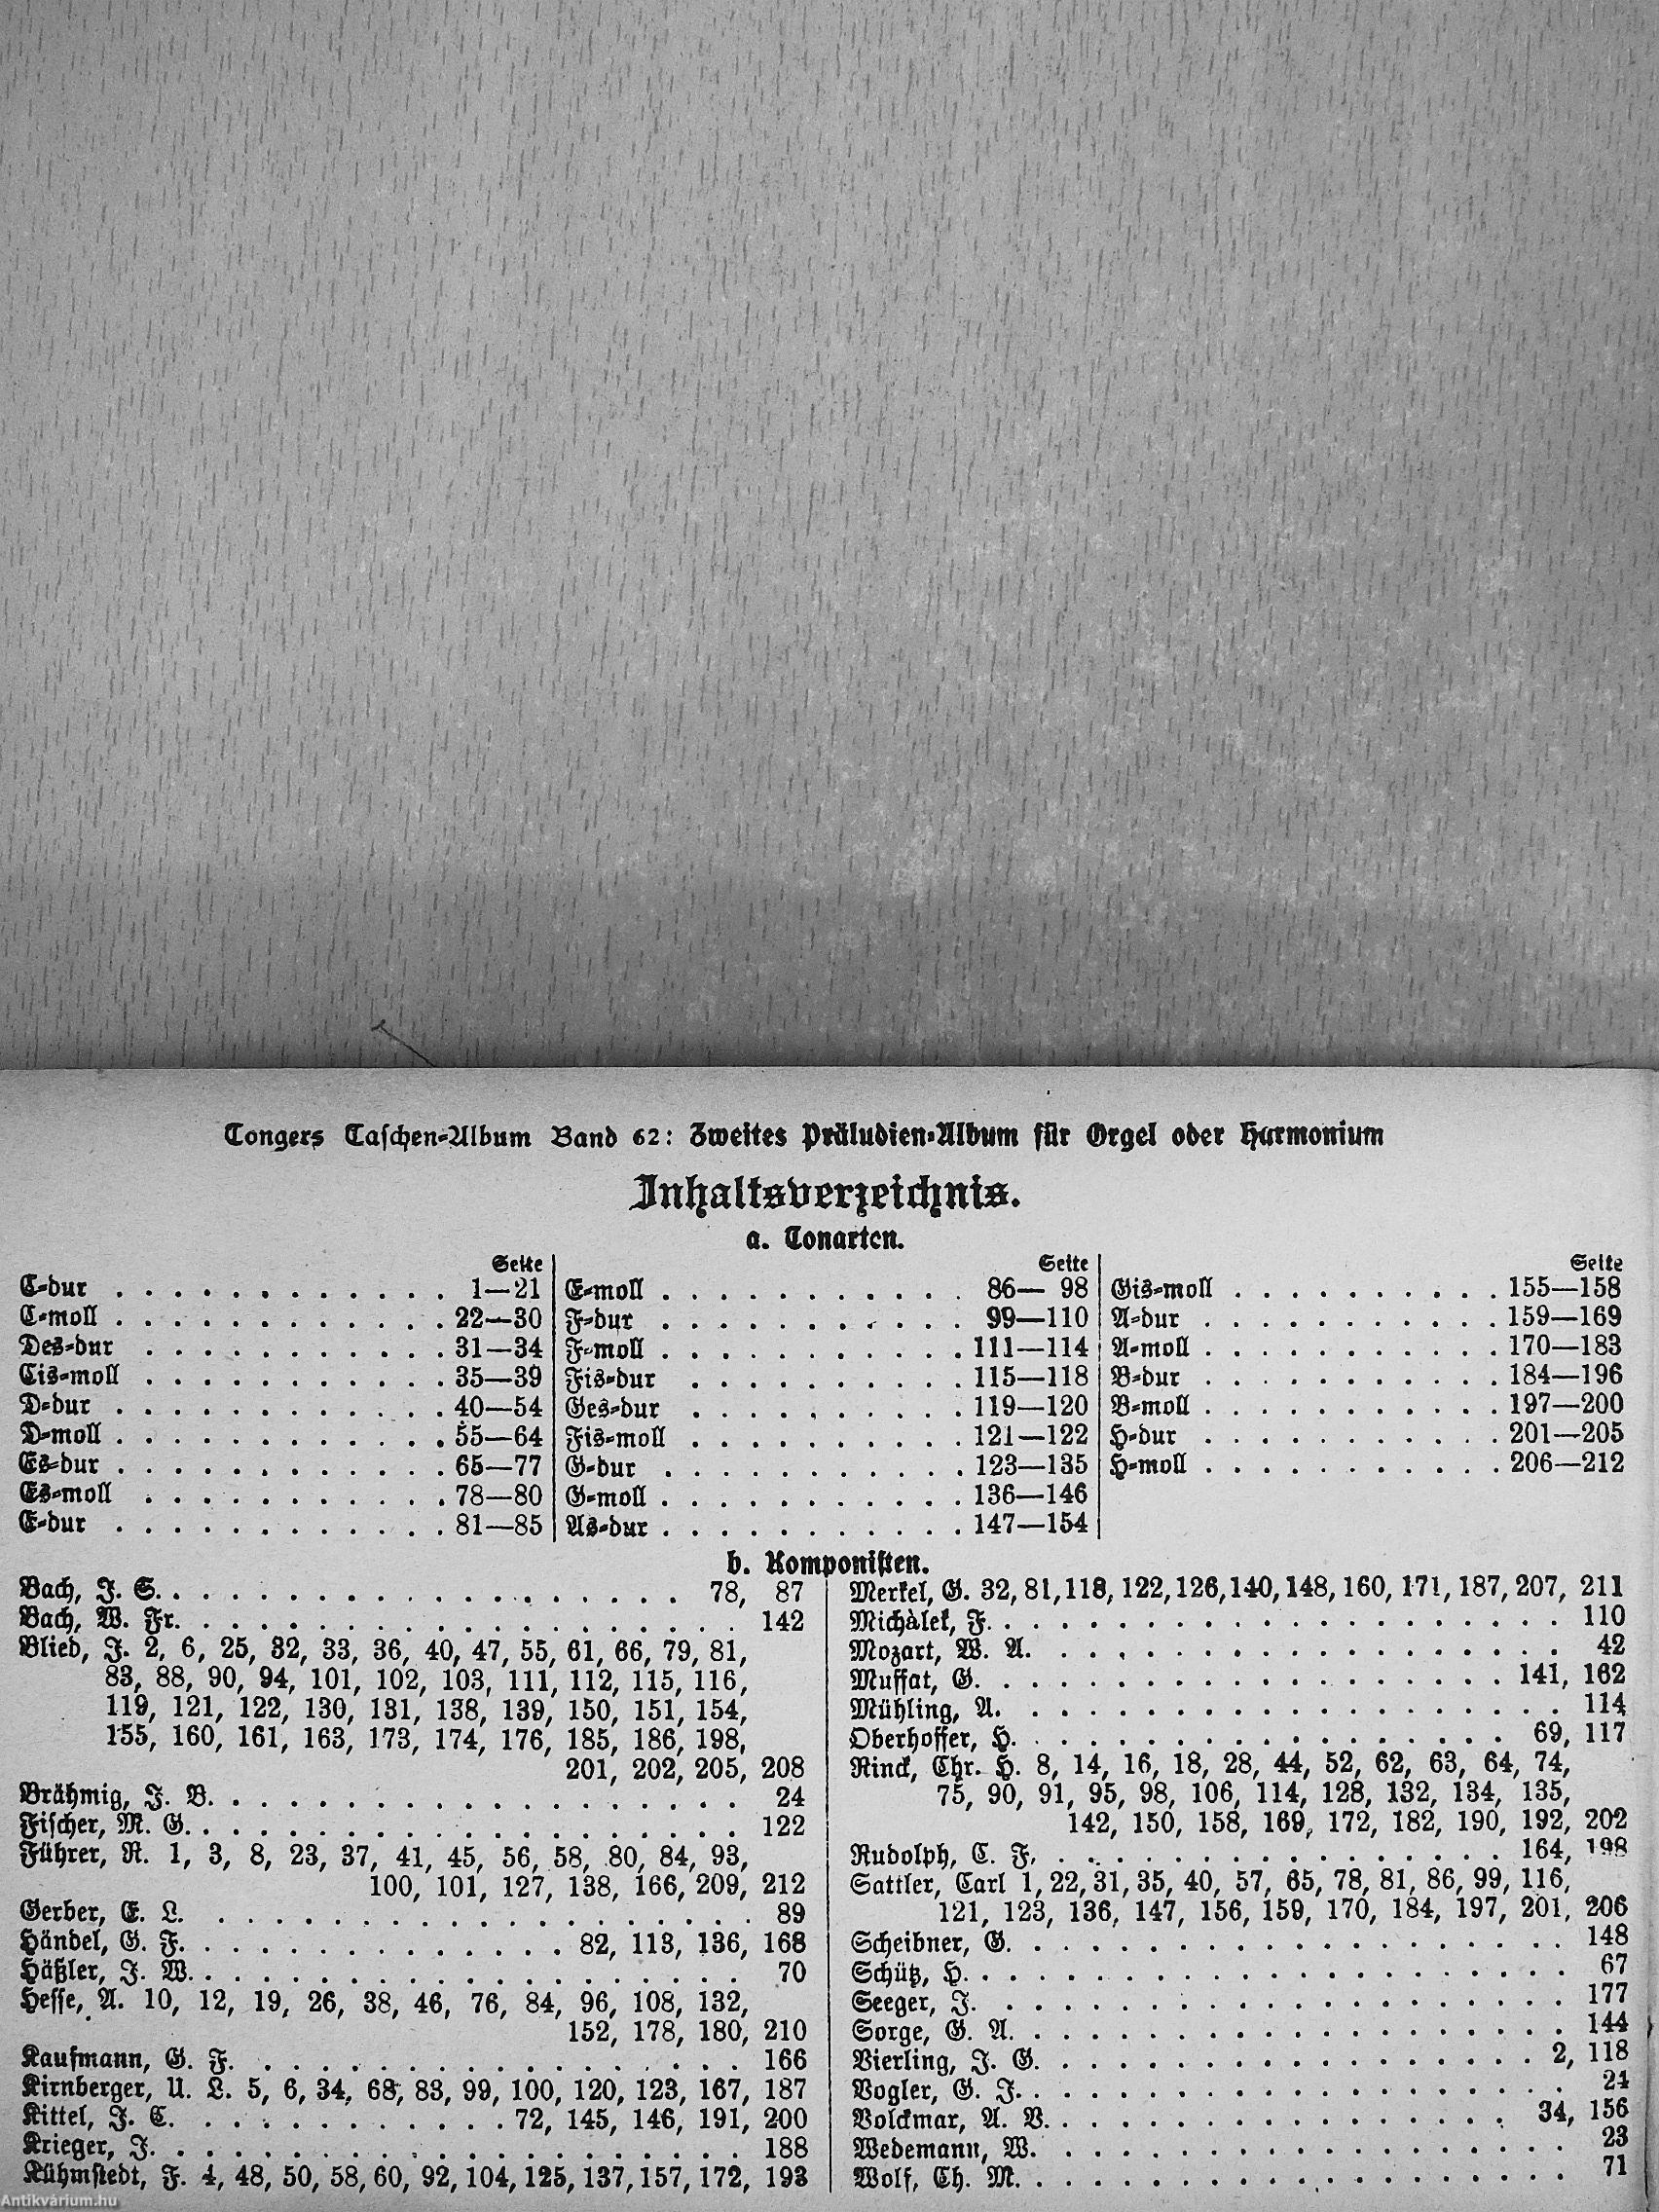 Tongers Taschen-Album Band 62: Zweites Präludien-Album für Orgel oder Harmonium
Inhaltsverzeichnis.
a. Tonarten.
Seite
C-dur . . . . . . . . . . . . 1—21
C-moll . . . . . . . . . . . . 22—30
Des-dur . . . . . . . . . . . 31—34
Cis-moll . . . . . . . . . . . 35—39
D-dur . . . . . . . . . . . . 40—54
D-moll . . . . . . . . . . . . 55—64
Es-dur . . . . . . . . . . . . 65—77
Es-moll . . . . . . . . . . . 78—80
E-dur . . . . . . . . . . . . 81—85
Seite
E-moll . . . . . . . . . . . 86— 98
F-dur . . . . . . . . . . . 99—110
F-moll . . . . . . . . . . . 111—114
Fis-dur . . . . . . . . . . 115—118
Ges-dur . . . . . . . . . . 119—120
Fis-moll . . . . . . . . . . 121—122
G-dur . . . . . . . . . . . 123—135
G-moll . . . . . . . . . . . 136—146
As-dur . . . . . . . . . . . 147—154
Seite
Gis-moll . . . . . . . . . . 155—158
A-dur . . . . . . . . . . . 159—169
A-moll . . . . . . . . . . . 170—183
B-dur . . . . . . . . . . . 184—196
B-moll . . . . . . . . . . . 197—200
H-dur . . . . . . . . . . . 201—205
H-moll . . . . . . . . . . . 206—212
b. Komponisten.
Bach, J. S. . . . . . . . . . . . . . . . . . . 78, 87
Bach, W. Fr. . . . . . . . . . . . . . . . . . . . 142
Blied, J. 2, 6, 25, 32, 33, 36, 40, 47, 55, 61, 66, 79, 81,
83, 88, 90, 94, 101, 102, 103, 111, 112, 115, 116,
119, 121, 122, 130, 131, 138, 139, 150, 151, 154,
155, 160, 161, 163, 173, 174, 176, 185, 186, 198,
201, 202, 205, 208
Brähmig, J. B. . . . . . . . . . . . . . . . . . . 24
Fischer, M. G. . . . . . . . . . . . . . . . . . . . 122
Führer, R. 1, 3, 8, 23, 37, 41, 45, 56, 58, 80, 84, 93,
100, 101, 127, 138, 166, 209, 212
Gerber, E. L. . . . . . . . . . . . . . . . . . . . 89
Händel, G. F. . . . . . . . . . . . . . 82, 113, 136, 168
Häßler, J. W. . . . . . . . . . . . . . . . . . . . 70
Hesse, A. 10, 12, 19, 26, 38, 46, 76, 84, 96, 108, 132,
152, 178, 180, 210
Kaufmann, G. F. . . . . . . . . . . . . . . . . . 166
Kirnberger, U. L. 5, 6, 34, 68, 83, 99, 100, 120, 123, 167, 187
Kittel, J. C. . . . . . . . . . . . 72, 145, 146, 191, 200
Krieger, J. . . . . . . . . . . . . . . . . . . . . 188
Kühmstedt, F. 4, 48, 50, 58, 60, 92, 104, 125, 137, 157, 172, 193
Merkel, G. 32, 81, 118, 122, 126, 140, 148, 160, 171, 187, 207, 211
Michàlek, F. . . . . . . . . . . . . . . . . . . . 110
Mozart, W. A. . . . . . . . . . . . . . . . . . . 42
Muffat, G. . . . . . . . . . . . . . . . . . . 141, 162
Mühling, A. . . . . . . . . . . . . . . . . . . . 114
Oberhoffer, H. . . . . . . . . . . . . . . . . . 69, 117
Rinck, Chr. H. 8, 14, 16, 18, 28, 44, 52, 62, 63, 64, 74,
75, 90, 91, 95, 98, 106, 114, 128, 132, 134, 135,
142, 150, 158, 169, 172, 182, 190, 192, 202
Rudolph, C. F. . . . . . . . . . . . . . . . . 164, 198
Sattler, Carl 1, 22, 31, 35, 40, 57, 65, 78, 81, 86, 99, 116,
121, 123, 136, 147, 156, 159, 170, 184, 197, 201, 206
Scheibner, G. . . . . . . . . . . . . . . . . . . . 148
Schütz, H. . . . . . . . . . . . . . . . . . . . . 67
Seeger, J. . . . . . . . . . . . . . . . . . . . . 177
Sorge, G. A. . . . . . . . . . . . . . . . . . . . 144
Vierling, J. G. . . . . . . . . . . . . . . . . . 2, 118
Vogler, G. J. . . . . . . . . . . . . . . . . . . . 24
Volckmar, A. V. . . . . . . . . . . . . . . . . 34, 156
Wedemann, W. . . . . . . . . . . . . . . . . . . 23
Wolf, Ch. M. . . . . . . . . . . . . . . . . . . . 71
Antikvárium.hu